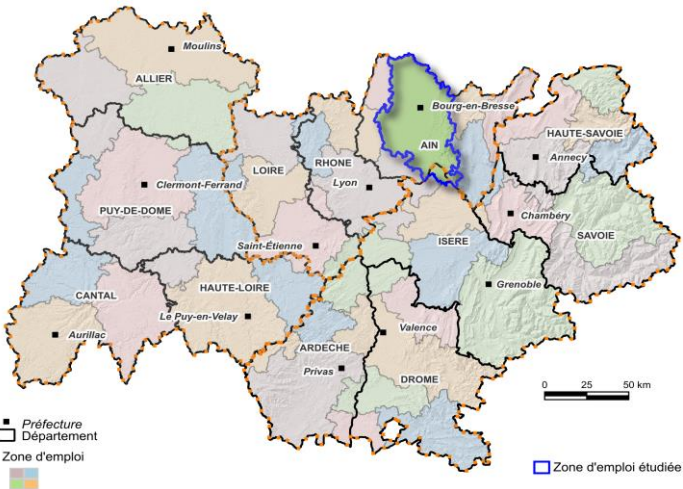 Moulins
ALLIER
Bourg-en-Bresse
AIN
HAUTE-SAVOIE
Annecy
LOIRE
RHONE
Lyon
Clermont-Ferrand
PUY-DE-DOME
Chambéry
SAVOIE
Saint-Étienne
ISERE
Grenoble
CANTAL
HAUTE-LOIRE
Le Puy-en-Velay
Aurillac
Valence
ARDECHE
Privas
DROME
0 25 50 km
Préfecture
Département
Zone d'emploi
Zone d'emploi étudiée